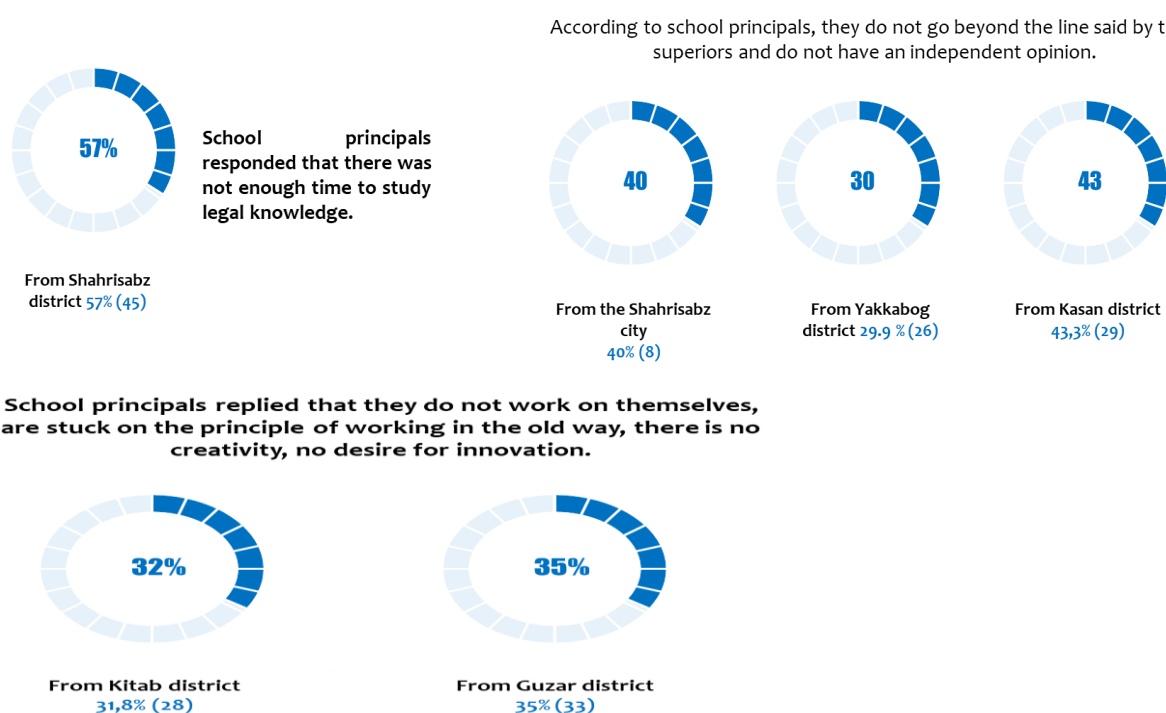 57%
School principals
responded that there was
not enough time to study
legal knowledge.
From Shahrisabz
district 57% (45)
According to school principals, they do not go beyond the line said by t
superiors and do not have an independent opinion.
40
30
43
From the Shahrisabz
city
40% (8)
From Yakkabog
district 29.9 % (26)
From Kasan district
43,3% (29)
School principals replied that they do not work on themselves,
are stuck on the principle of working in the old way, there is no
creativity, no desire for innovation.
32%
35%
From Kitab district
31,8% (28)
From Guzar district
35% (33)